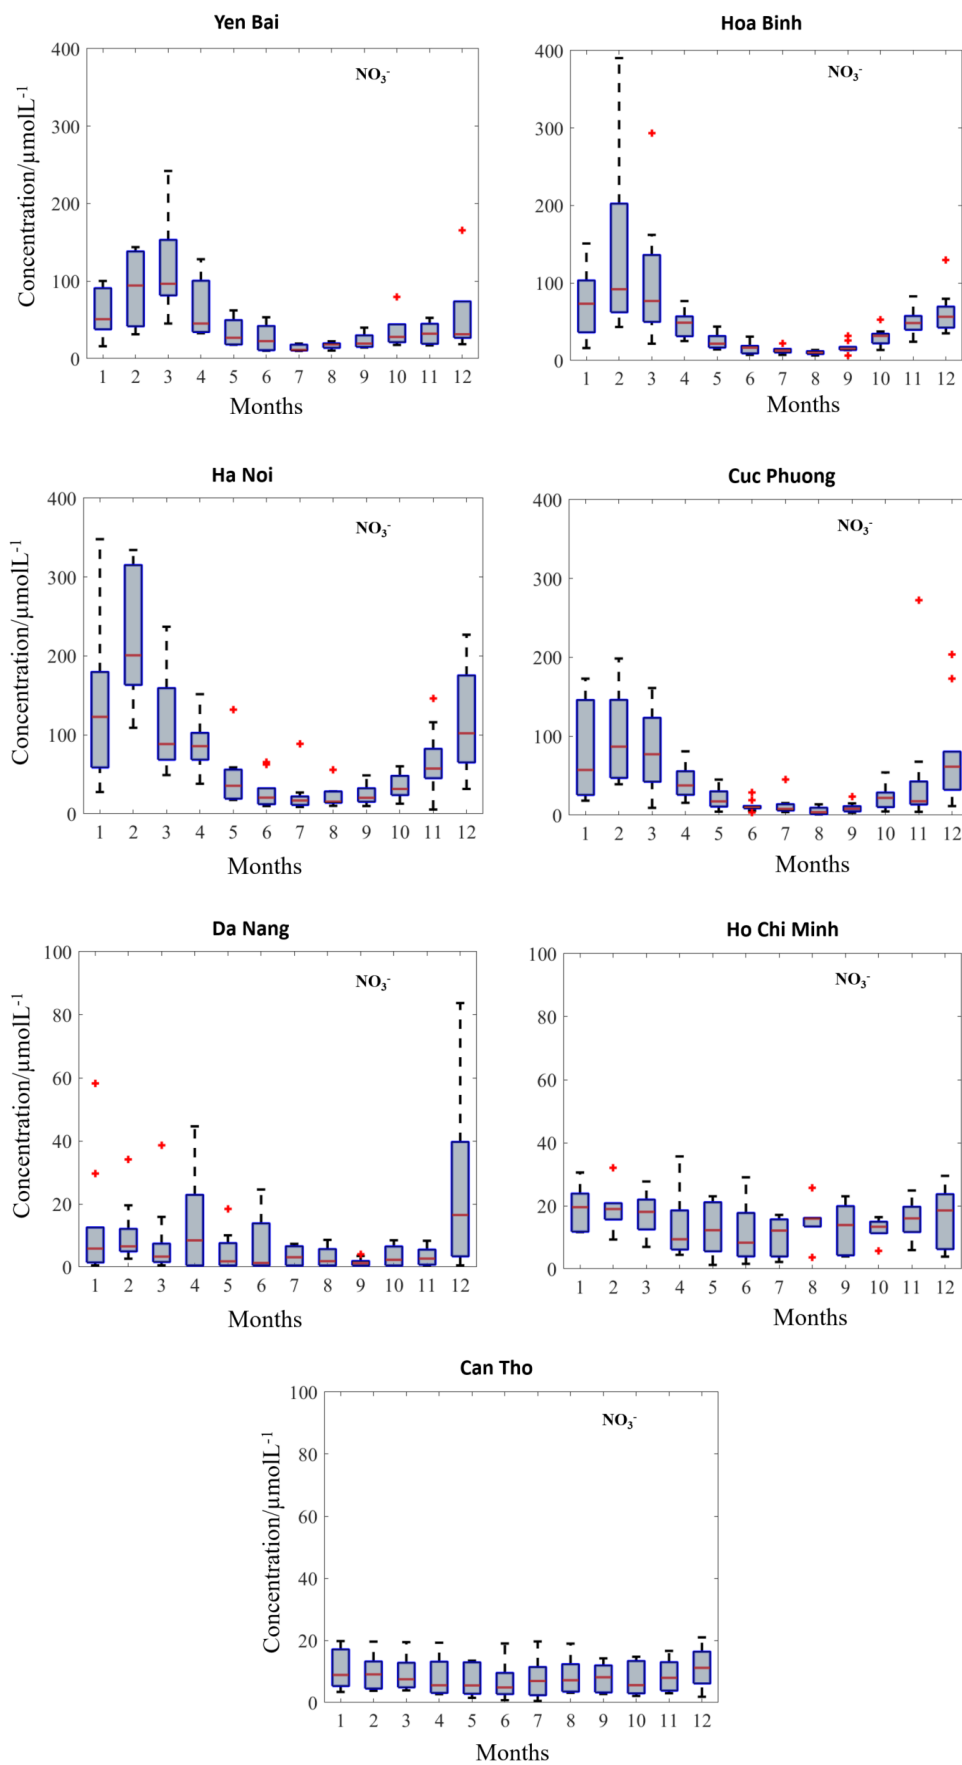 Yen Bai
NO₃⁻
400
300
200
100
0
Concentration/µmolL⁻¹
1 2 3 4 5 6 7 8 9 10 11 12
Months
Hoa Binh
NO₃⁻
400
300
200
100
0
1 2 3 4 5 6 7 8 9 10 11 12
Months
Ha Noi
NO₃⁻
400
300
200
100
0
Concentration/µmolL⁻¹
1 2 3 4 5 6 7 8 9 10 11 12
Months
Cuc Phuong
NO₃⁻
400
300
200
100
0
1 2 3 4 5 6 7 8 9 10 11 12
Months
Da Nang
NO₃⁻
100
80
60
40
20
0
Concentration/µmolL⁻¹
1 2 3 4 5 6 7 8 9 10 11 12
Months
Ho Chi Minh
NO₃⁻
100
80
60
40
20
0
1 2 3 4 5 6 7 8 9 10 11 12
Months
Can Tho
NO₃⁻
100
80
60
40
20
0
Concentration/µmolL⁻¹
1 2 3 4 5 6 7 8 9 10 11 12
Months